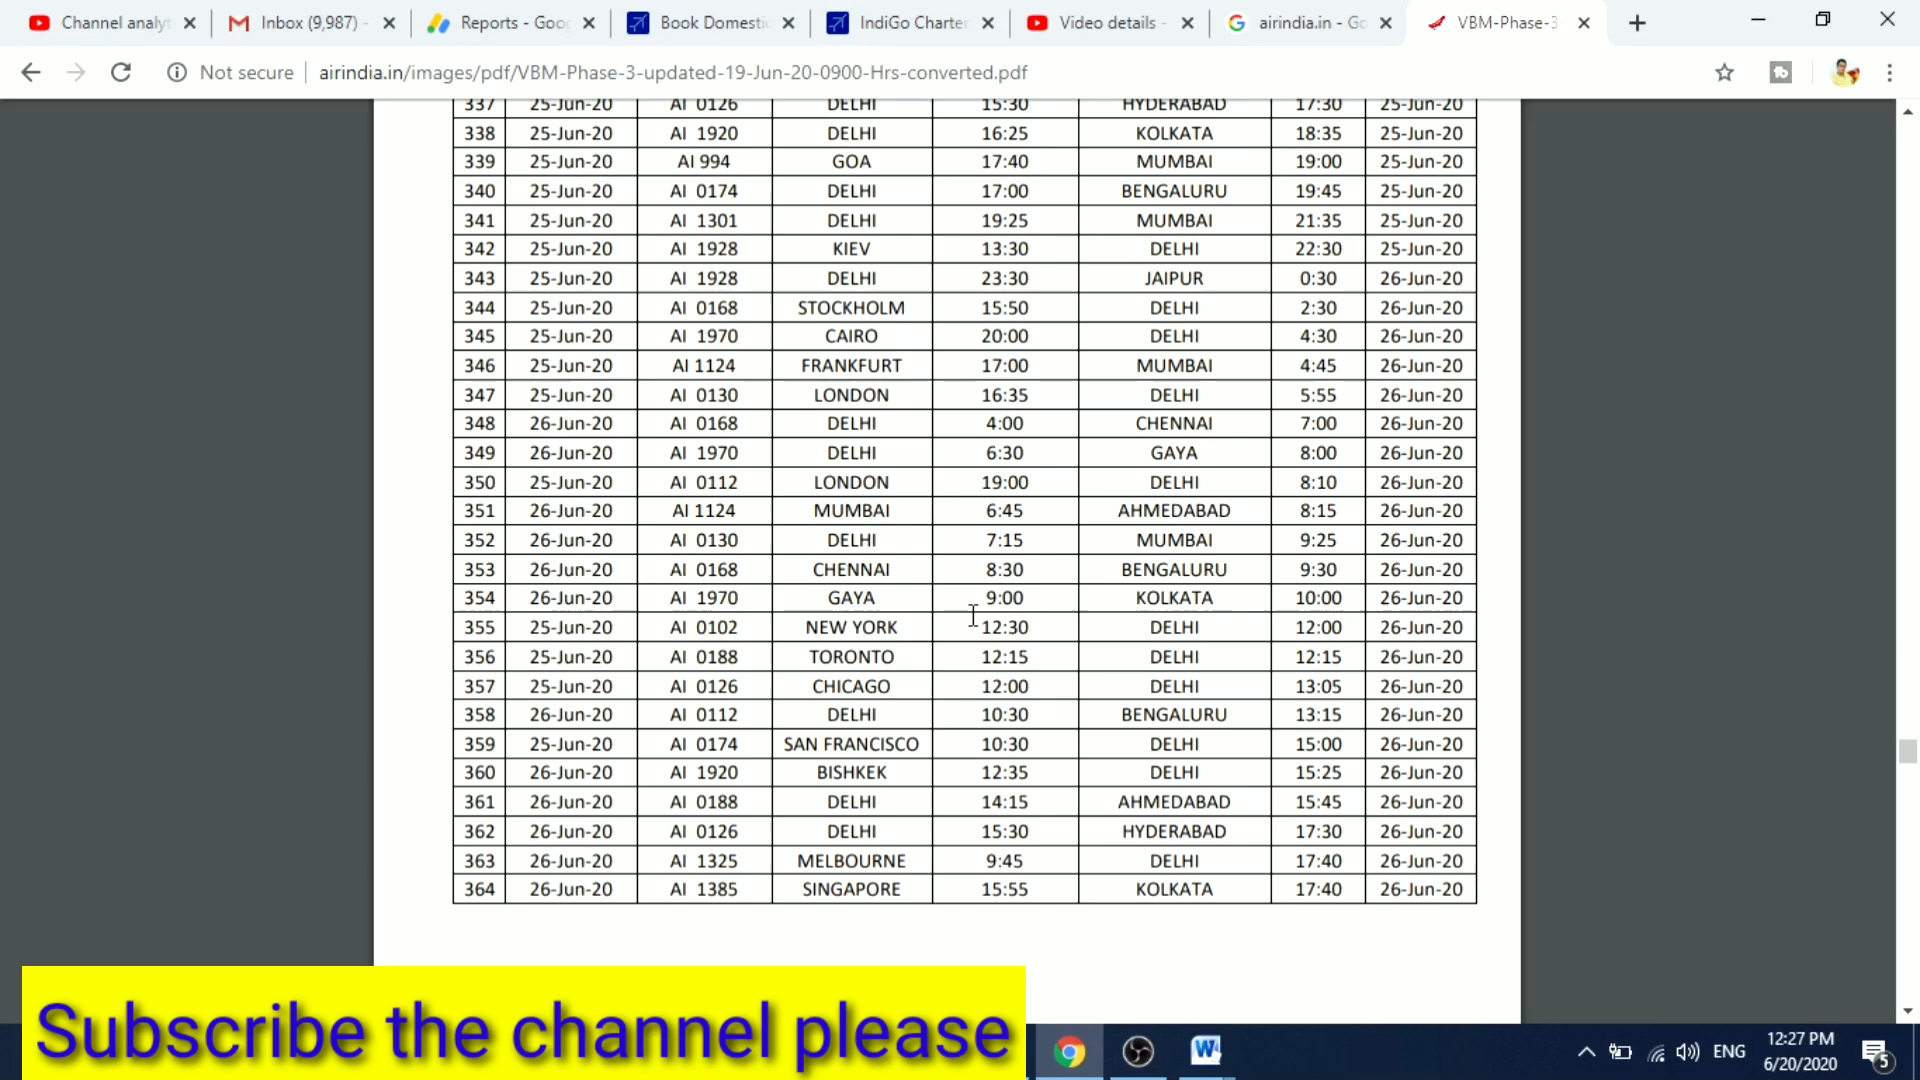 Channel analyt
Inbox (9,987) -
Reports - Goog
Book Domestic
IndiGo Charter
Video details -
airindia.in - Go
VBM-Phase-3
Not secure
airindia.in/images/pdf/VBM-Phase-3-updated-19-Jun-20-0900-Hrs-converted.pdf
337 25-Jun-20 AI 0126 DELHI 15:30 HYDERABAD 17:30 25-Jun-20
338 25-Jun-20 AI 1920 DELHI 16:25 KOLKATA 18:35 25-Jun-20
339 25-Jun-20 AI 994 GOA 17:40 MUMBAI 19:00 25-Jun-20
340 25-Jun-20 AI 0174 DELHI 17:00 BENGALURU 19:45 25-Jun-20
341 25-Jun-20 AI 1301 DELHI 19:25 MUMBAI 21:35 25-Jun-20
342 25-Jun-20 AI 1928 KIEV 13:30 DELHI 22:30 25-Jun-20
343 25-Jun-20 AI 1928 DELHI 23:30 JAIPUR 0:30 26-Jun-20
344 25-Jun-20 AI 0168 STOCKHOLM 15:50 DELHI 2:30 26-Jun-20
345 25-Jun-20 AI 1970 CAIRO 20:00 DELHI 4:30 26-Jun-20
346 25-Jun-20 AI 1124 FRANKFURT 17:00 MUMBAI 4:45 26-Jun-20
347 25-Jun-20 AI 0130 LONDON 16:35 DELHI 5:55 26-Jun-20
348 26-Jun-20 AI 0168 DELHI 4:00 CHENNAI 7:00 26-Jun-20
349 26-Jun-20 AI 1970 DELHI 6:30 GAYA 8:00 26-Jun-20
350 25-Jun-20 AI 0112 LONDON 19:00 DELHI 8:10 26-Jun-20
351 26-Jun-20 AI 1124 MUMBAI 6:45 AHMEDABAD 8:15 26-Jun-20
352 26-Jun-20 AI 0130 DELHI 7:15 MUMBAI 9:25 26-Jun-20
353 26-Jun-20 AI 0168 CHENNAI 8:30 BENGALURU 9:30 26-Jun-20
354 26-Jun-20 AI 1970 GAYA 9:00 KOLKATA 10:00 26-Jun-20
355 25-Jun-20 AI 0102 NEW YORK 12:30 DELHI 12:00 26-Jun-20
356 25-Jun-20 AI 0188 TORONTO 12:15 DELHI 12:15 26-Jun-20
357 25-Jun-20 AI 0126 CHICAGO 12:00 DELHI 13:05 26-Jun-20
358 26-Jun-20 AI 0112 DELHI 10:30 BENGALURU 13:15 26-Jun-20
359 25-Jun-20 AI 0174 SAN FRANCISCO 10:30 DELHI 15:00 26-Jun-20
360 26-Jun-20 AI 1920 BISHKEK 12:35 DELHI 15:25 26-Jun-20
361 26-Jun-20 AI 0188 DELHI 14:15 AHMEDABAD 15:45 26-Jun-20
362 26-Jun-20 AI 0126 DELHI 15:30 HYDERABAD 17:30 26-Jun-20
363 26-Jun-20 AI 1325 MELBOURNE 9:45 DELHI 17:40 26-Jun-20
364 26-Jun-20 AI 1385 SINGAPORE 15:55 KOLKATA 17:40 26-Jun-20
Subscribe the channel please
ENG
12:27 PM
6/20/2020
5